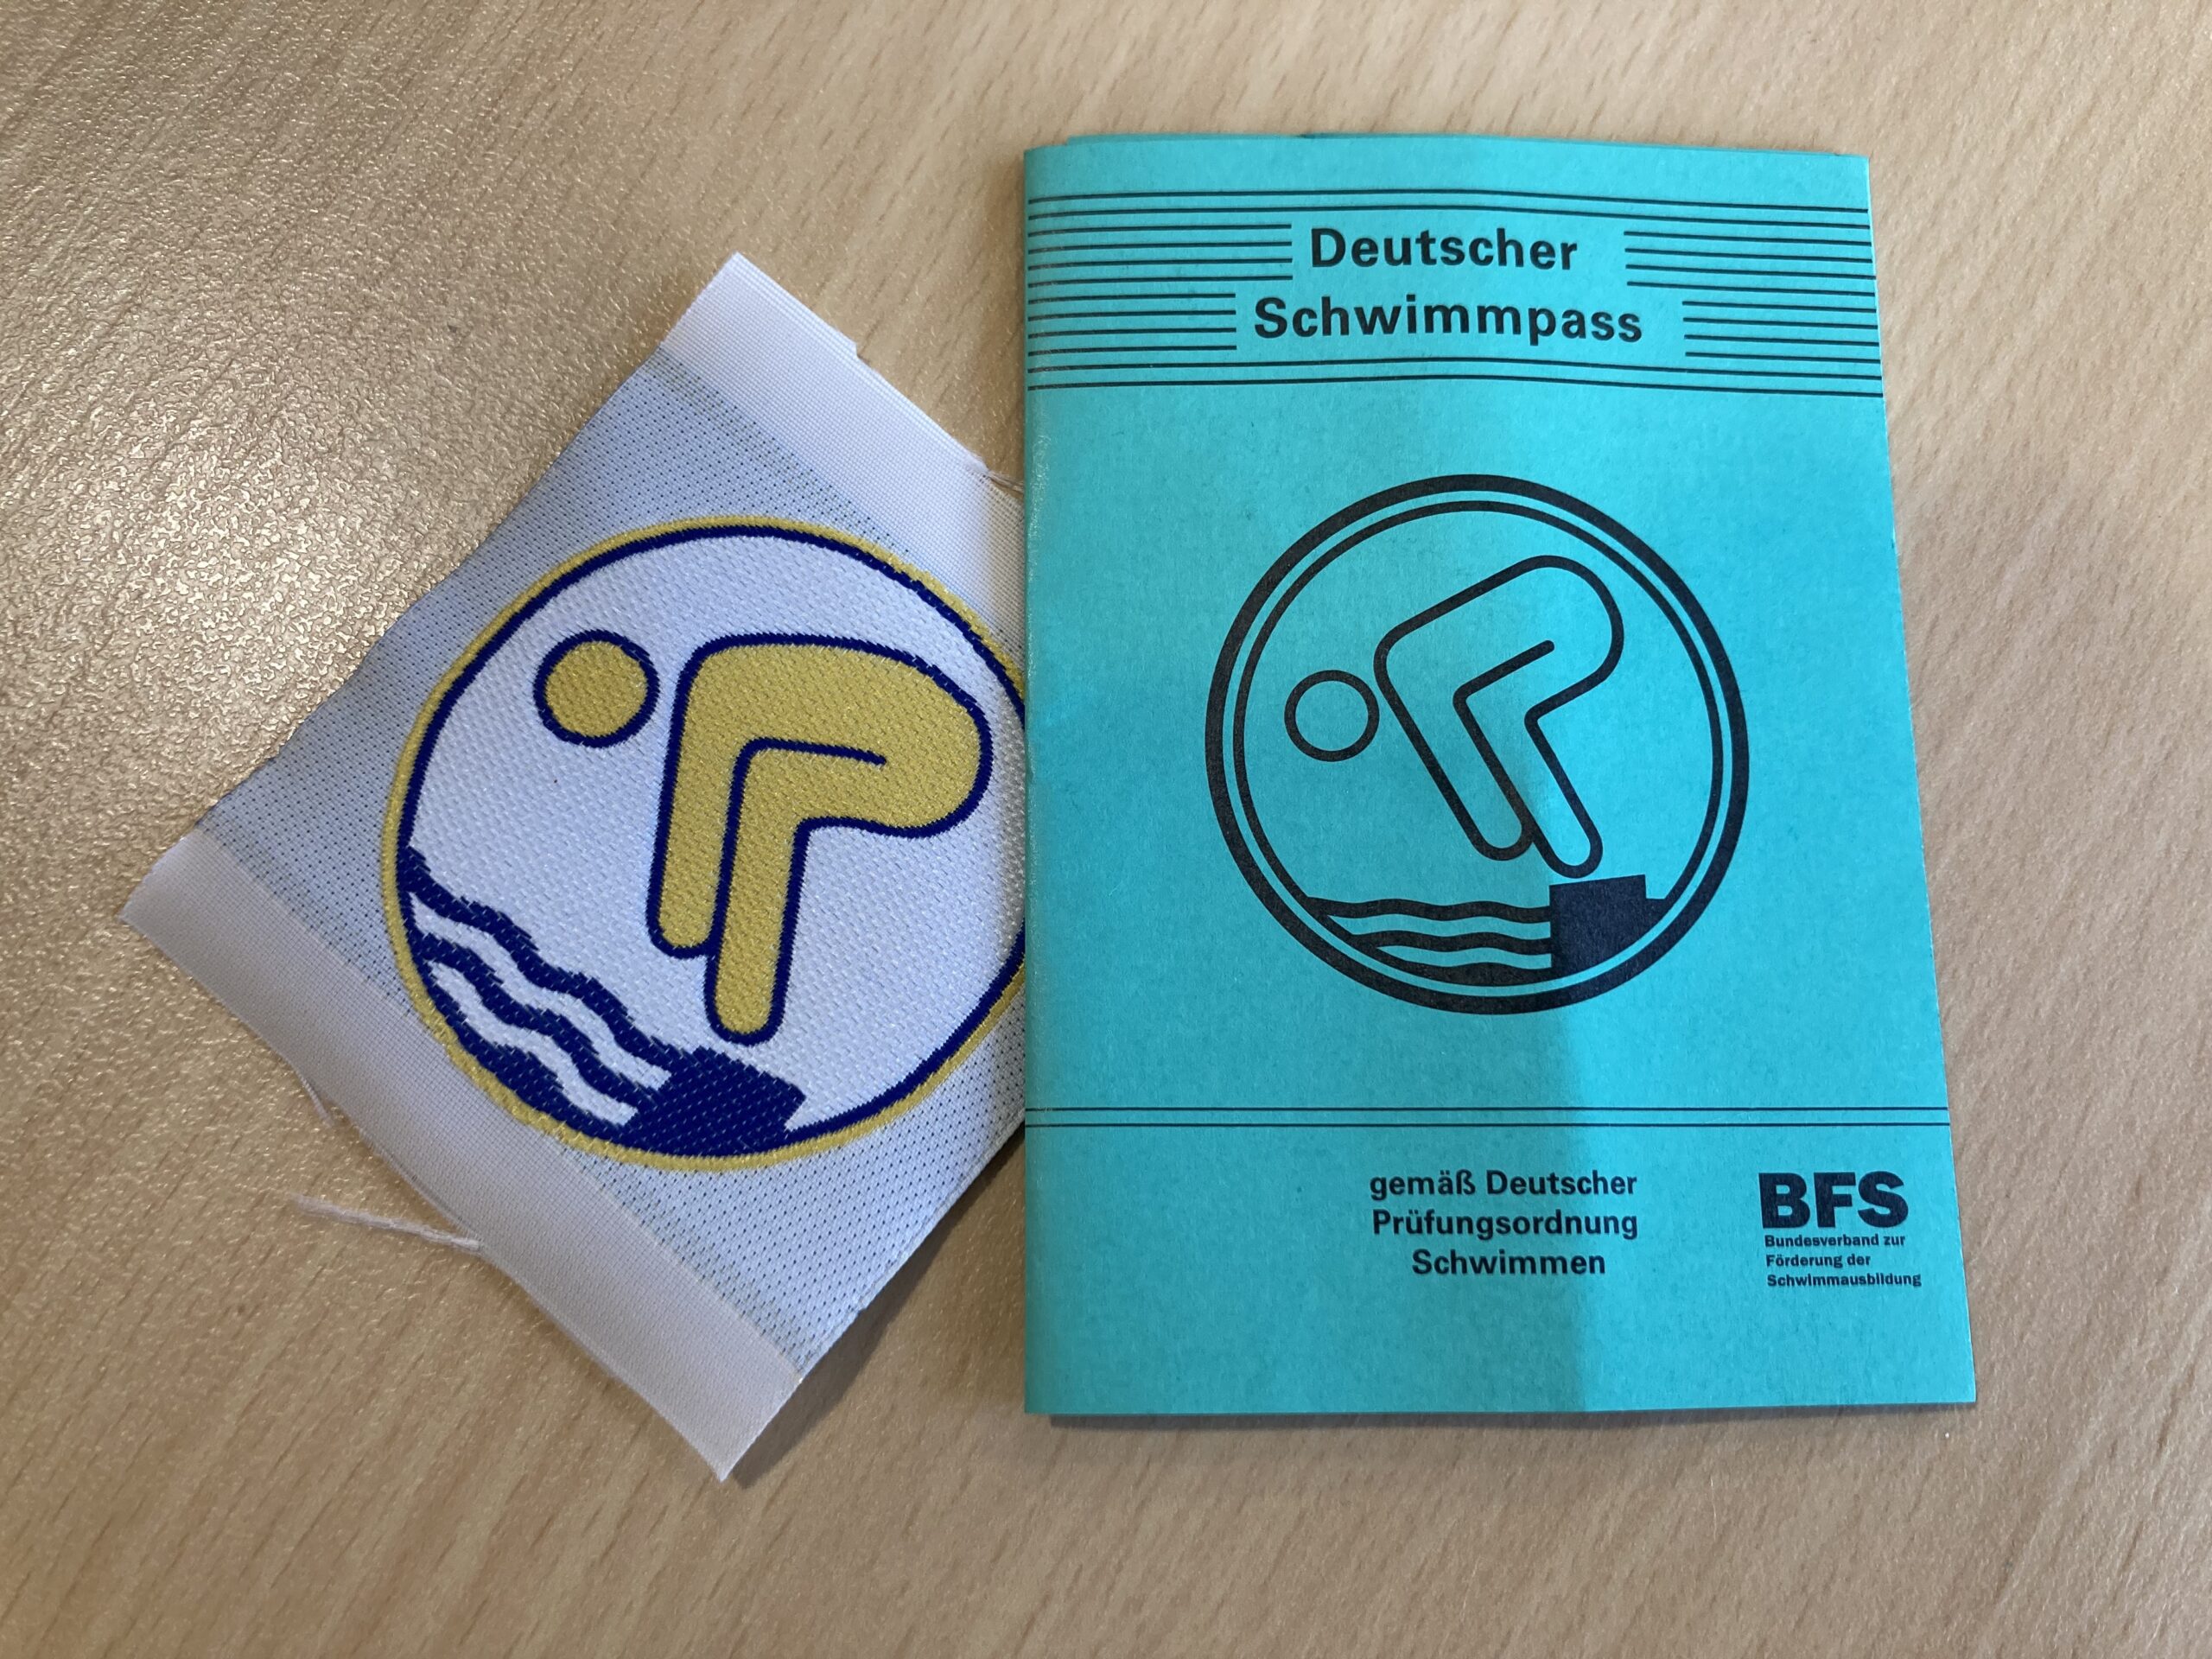 Deutscher
Schwimmpass
gemäß Deutscher
Prüfungsordnung
Schwimmen
BFS
Bundesverband zur
Förderung der
Schwimmausbildung